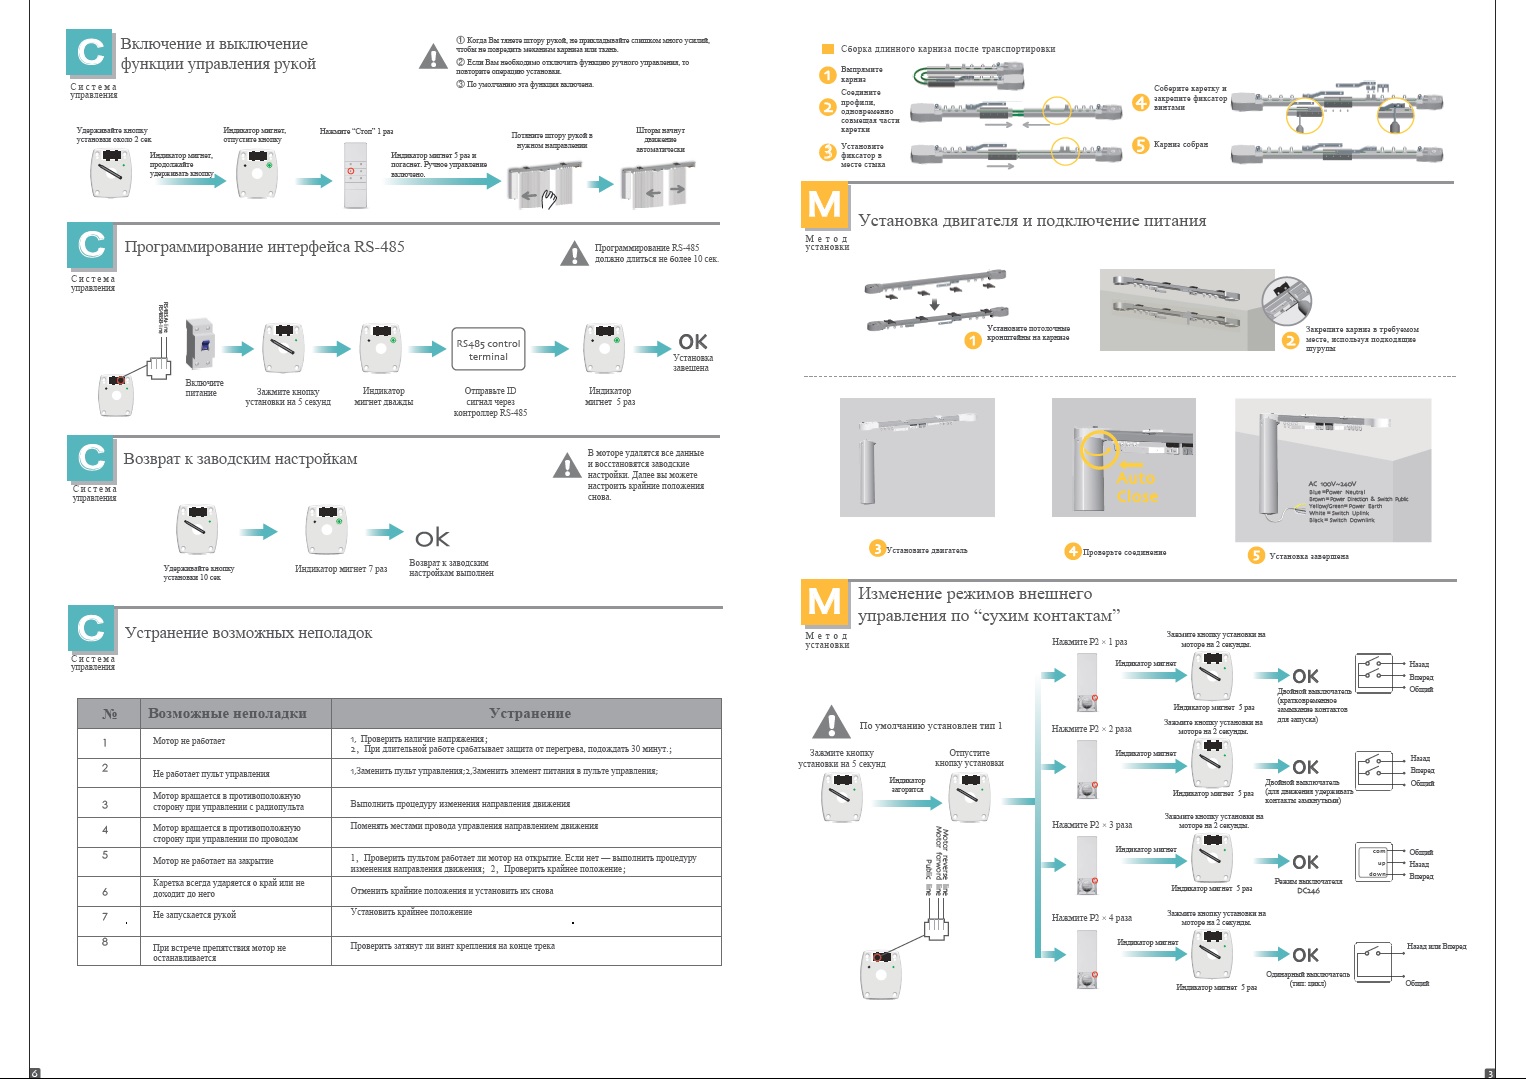 C
Система
управления
Включение и выключение
функции управления рукой
① Когда Вы тянете штору рукой, не прикладывайте слишком много усилий,
чтобы не повредить механизм карниза или ткань.
② Если Вам необходимо отключить функцию ручного управления, то
повторите операцию установки.
③ По умолчанию эта функция включена.
Удерживайте кнопку
установки около 2 сек
Индикатор мигнет,
продолжайте
удерживать кнопку
Индикатор мигнет,
отпустите кнопку
Нажмите “Стоп” 1 раз
Индикатор мигнет 5 раз и
погаснет. Ручное управление
включено.
Потяните штору рукой в
нужном направлении
Шторы начнут
движение
автоматически
C
Система
управления
Программирование интерфейса RS-485
Программирование RS-485
должно длиться не более 10 сек.
Включите
питание
Зажмите кнопку
установки на 5 секунд
Индикатор
мигнет дважды
RS485 control
terminal
Отправьте ID
сигнал через
контроллер RS-485
Индикатор
мигнет 5 раз
OK
Установка
завешена
C
Система
управления
Возврат к заводским настройкам
В моторе удалятся все данные
и восстановятся заводские
настройки. Далее вы можете
настроить крайние положения
снова.
Удерживайте кнопку
установки 10 сек
Индикатор мигнет 7 раз
ok
Возврат к заводским
настройкам выполнен
C
Система
управления
Устранение возможных неполадок
№ Возможные неполадки Устранение
1 Мотор не работает 1, Проверить наличие напряжения;
2, При длительной работе срабатывает защита от перегрева, подождать 30 минут.;
2 Не работает пульт управления 1,Заменить пульт управления;2,Заменить элемент питания в пульте управления;
3 Мотор вращается в противоположную
сторону при управлении с радиопульта Выполнить процедуру изменения направления движения
4 Мотор вращается в противоположную
сторону при управлении по проводам Поменять местами провода управления направлением движения
5 Мотор не работает на закрытие 1, Проверить пультом работает ли мотор на открытие. Если нет — выполнить процедуру
изменения направления движения; 2, Проверить крайнее положение;
6 Каретка всегда ударяется о край или не
доходит до него Отменить крайние положения и установить их снова
7 Не запускается рукой Установить крайнее положение
8 При встрече препятствия мотор не
останавливается Проверить затянут ли винт крепления на конце трека
6
Сборка длинного карниза после транспортировки
1 Выпрямите
карниз
2 Соедините
профили,
одновременно
совмещая части
каретки
3 Установите
фиксатор в
месте стыка
4 Соберите каретку и
закрепите фиксатор
винтами
5 Карниз собран
M
Метод
установки
Установка двигателя и подключение питания
1 Установите потолочные
кронштейны на карнизе
2 Закрепите карниз в требуемом
месте, используя подходящие
шурупы
Auto
Close
AC 100V~240V
Blue=Power Neutral
Brown=Power Direction & Switch Public
Yellow/Green=Power Earth
White=Switch Uplink
Black=Switch Downlink
3 Установите двигатель
4 Проверьте соединение
5 Установка завершена
M
Метод
установки
Изменение режимов внешнего
управления по “сухим контактам”
По умолчанию установлен тип 1
Зажмите кнопку
установки на 5 секунд
Индикатор
загорится
Отпустите
кнопку установки
Motor reverse line
Motor forword line
Public line
Нажмите P2 × 1 раз
Индикатор мигнет
Зажмите кнопку установки на
моторе на 2 секунды.
Индикатор мигнет 5 раз
OK
Двойной выключатель
(кратковременное
замыкание контактов
для запуска)
Назад
Вперед
Общий
Нажмите P2 × 2 раза
Индикатор мигнет
Зажмите кнопку установки на
моторе на 2 секунды.
Индикатор мигнет 5 раз
OK
Двойной выключатель
(для движения удерживать
контакты замкнутыми)
Назад
Вперед
Общий
Нажмите P2 × 3 раза
Индикатор мигнет
Зажмите кнопку установки на
моторе на 2 секунды.
Индикатор мигнет 5 раз
OK
Режим выключателя
DC246
com
up
down
Общий
Назад
Вперед
Нажмите P2 × 4 раза
Индикатор мигнет
Зажмите кнопку установки на
моторе на 2 секунды.
Индикатор мигнет 5 раз
OK
Одинарный выключатель
(тип: цикл)
Назад или Вперед
Общий
3